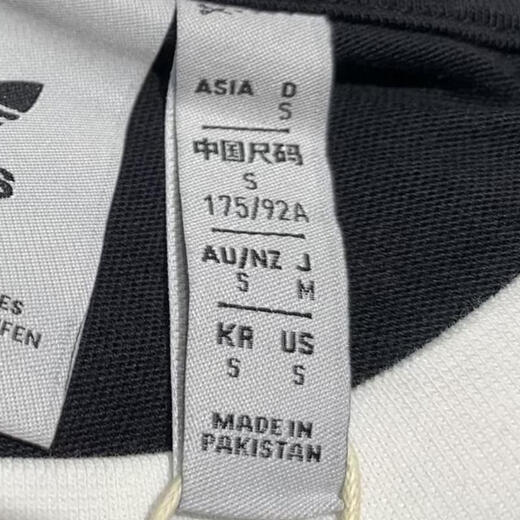 ASIA D
S
中国尺码
S
175/92A
AU/NZ J
S M
KR US
S S
MADE IN
PAKISTAN